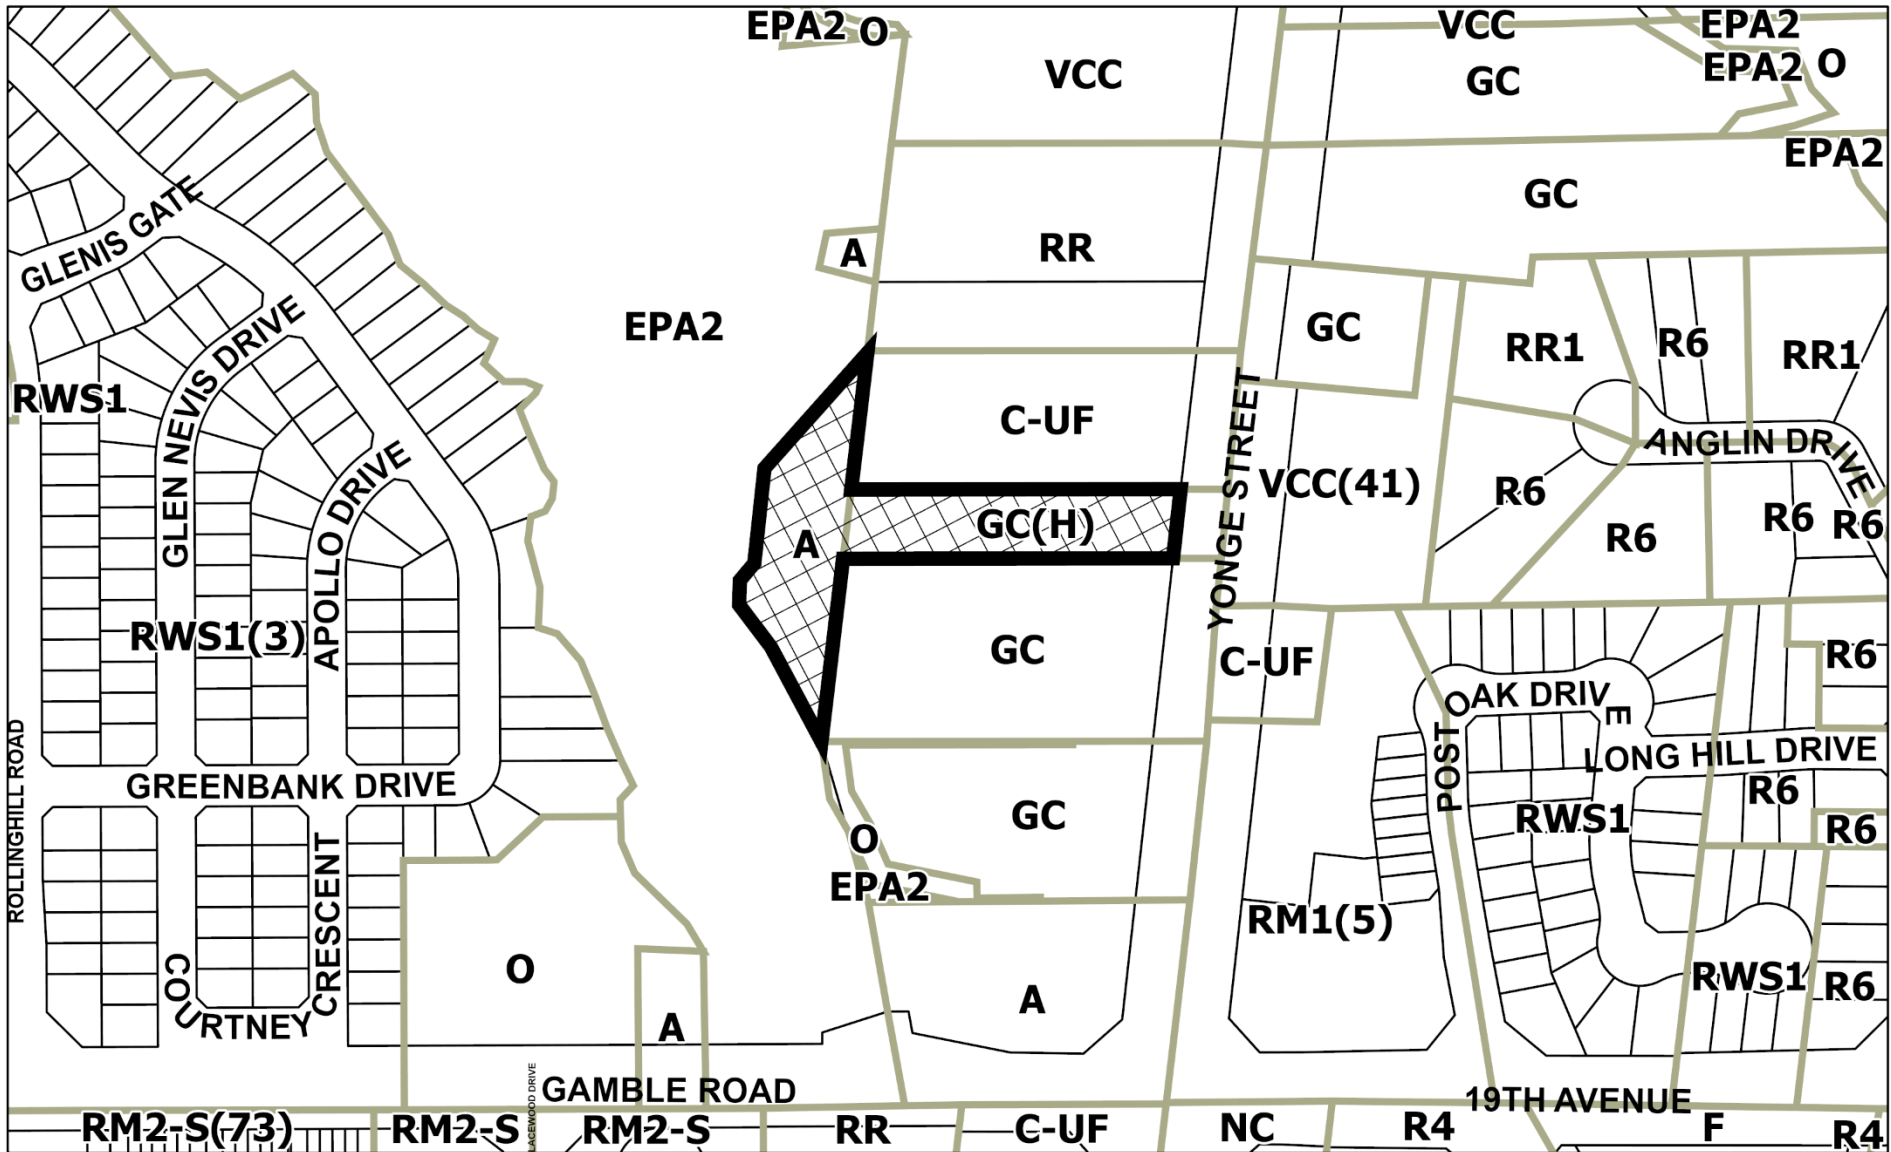 EPA2 O
VCC
VCC
GC
EPA2
EPA2 O
EPA2
GC
GLENIS GATE
A
RR
EPA2
GC
RR1
R6
RR1
GLEN NEVIS DRIVE
RWS1
C-UF
YONGE STREET
ANGLIN DRIVE
APOLLO DRIVE
VCC(41)
R6
R6
R6
R6
A
GC(H)
RWS1(3)
GC
C-UF
R6
POST OAK DRIVE
LONG HILL DRIVE
GREENBANK DRIVE
ROLLINGHILL ROAD
GC
O
EPA2
RWS1
R6
R6
RM1(5)
COURTNEY CRESCENT
O
A
A
RWS1
R6
GAMBLE ROAD
LACEWOOD DRIVE
19TH AVENUE
RM2-S(73)
RM2-S
RM2-S
RR
C-UF
NC
R4
F
R4